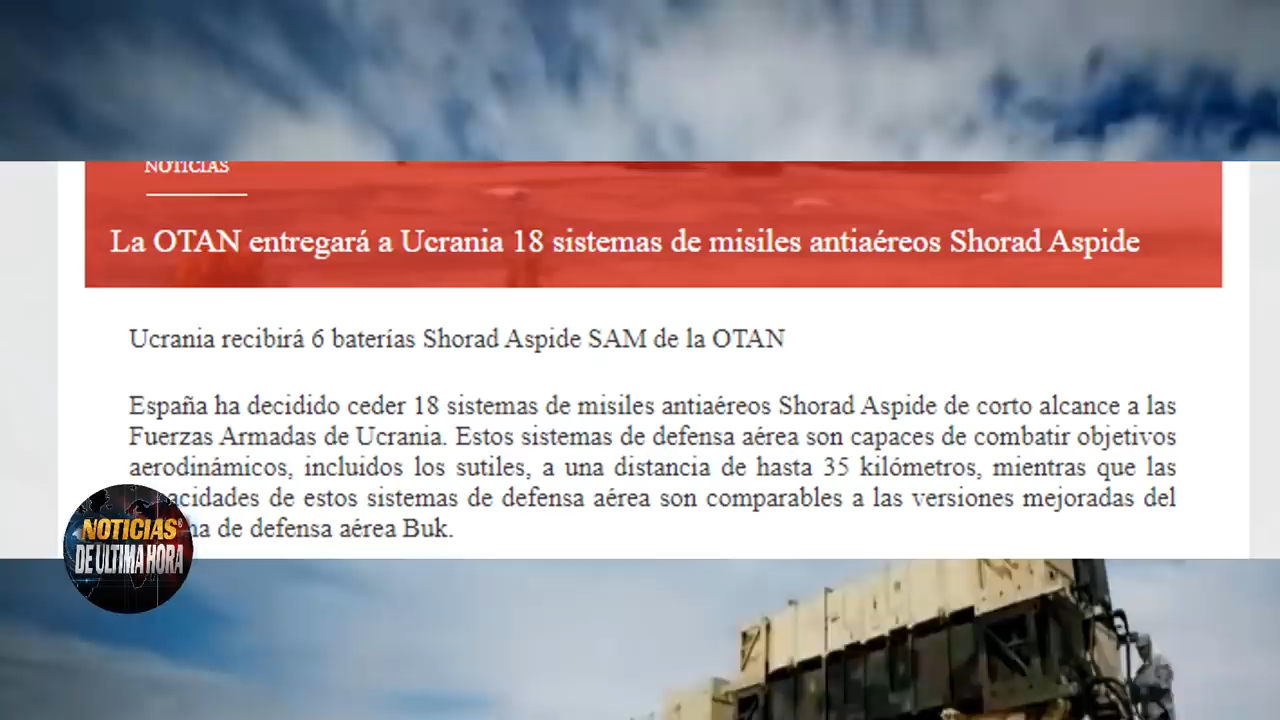 NOTICIAS
La OTAN entregará a Ucrania 18 sistemas de misiles antiaéreos Shorad Aspide
Ucrania recibirá 6 baterías Shorad Aspide SAM de la OTAN
España ha decidido ceder 18 sistemas de misiles antiaéreos Shorad Aspide de corto alcance a las
Fuerzas Armadas de Ucrania. Estos sistemas de defensa aérea son capaces de combatir objetivos
aerodinámicos, incluidos los sutiles, a una distancia de hasta 35 kilómetros, mientras que las
de estos sistemas de defensa aérea son comparables a las versiones mejoradas del
de defensa aérea Buk.
NOTICIAS
DE ULTIMA HORA